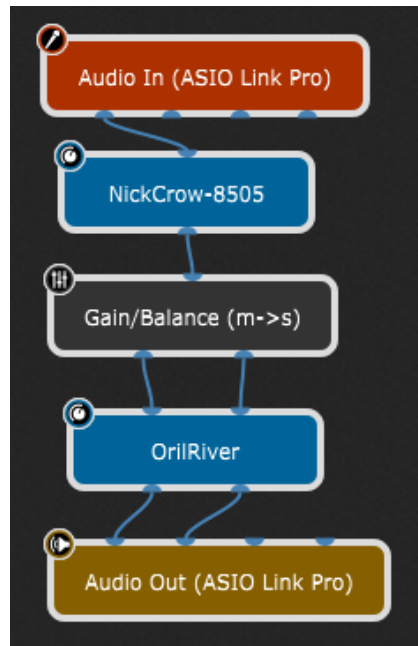 Audio In (ASIO Link Pro)
NickCrow-8505
Gain/Balance (m->s)
OrilRiver
Audio Out (ASIO Link Pro)